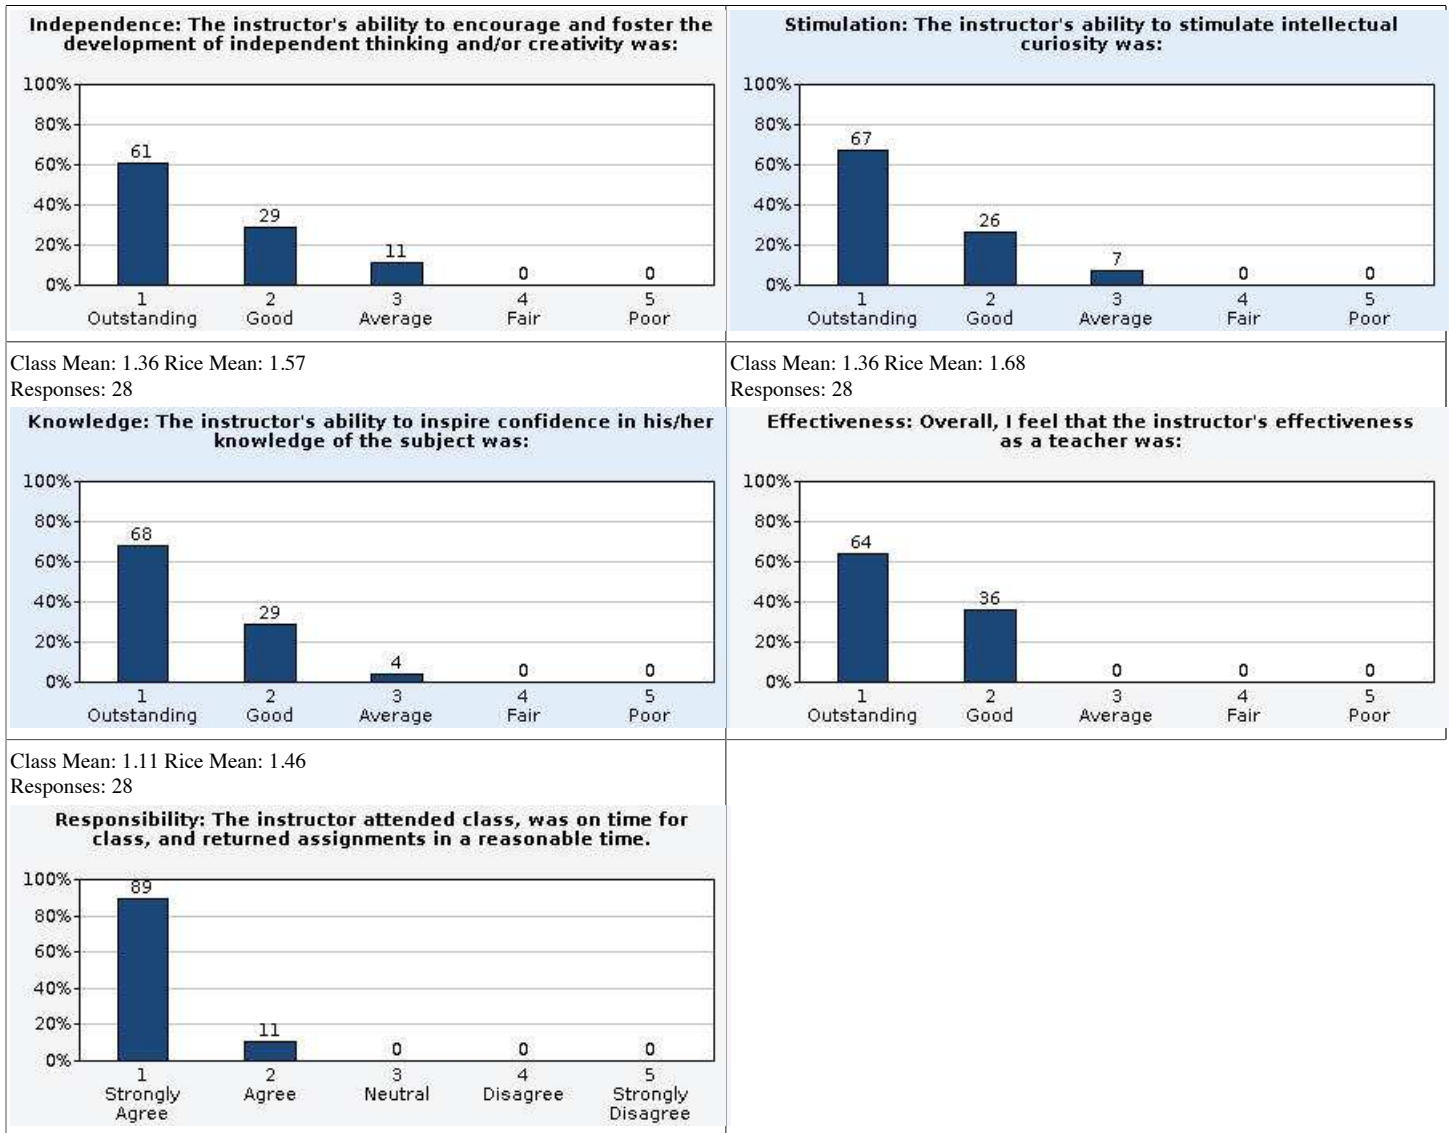 Independence: The instructor's ability to encourage and foster the
development of independent thinking and/or creativity was:
100%
80%
60%
40%
20%
0%
61
29
11
0
0
1
2
3
4
5
Outstanding
Good
Average
Fair
Poor
Stimulation: The instructor's ability to stimulate intellectual
curiosity was:
100%
80%
60%
40%
20%
0%
67
26
7
0
0
1
2
3
4
5
Outstanding
Good
Average
Fair
Poor
Class Mean: 1.36 Rice Mean: 1.57
Responses: 28
Class Mean: 1.36 Rice Mean: 1.68
Responses: 28
Knowledge: The instructor's ability to inspire confidence in his/her
knowledge of the subject was:
100%
80%
60%
40%
20%
0%
68
29
4
0
0
1
2
3
4
5
Outstanding
Good
Average
Fair
Poor
Effectiveness: Overall, I feel that the instructor's effectiveness
as a teacher was:
100%
80%
60%
40%
20%
0%
64
36
0
0
0
1
2
3
4
5
Outstanding
Good
Average
Fair
Poor
Class Mean: 1.11 Rice Mean: 1.46
Responses: 28
Responsibility: The instructor attended class, was on time for
class, and returned assignments in a reasonable time.
100%
80%
60%
40%
20%
0%
89
11
0
0
0
1
2
3
4
5
Strongly
Agree
Agree
Neutral
Disagree
Strongly
Disagree